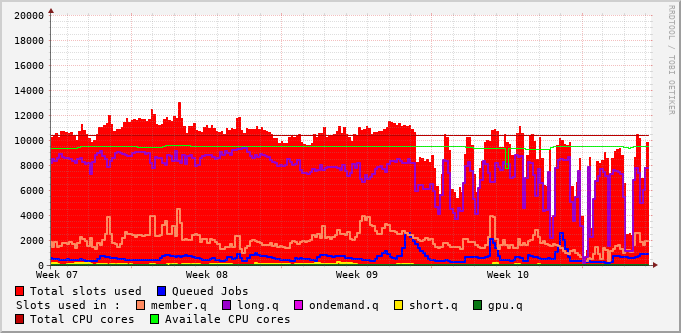 20000
18000
16000
14000
12000
10000
8000
6000
4000
2000
0
Week 07 Week 08 Week 09 Week 10
RRDTOOL / TOBI OETIKER
Total slots used Queued Jobs
Slots used in : member.q long.q ondemand.q short.q gpu.q
Total CPU cores Availale CPU cores